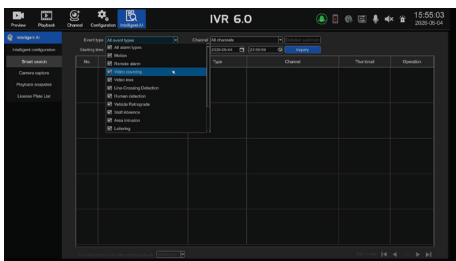 IVR 6.0
15:55:03
2026-05-04
Preview Playback Channel Configuration Intelligent AI
Intelligent AI
Intelligent configuration
Smart search
Camera capture
Playback snapshot
License Plate List
Event type All event types Channel All channels
Starting time 2026-05-04 23:59:59 Inquiry
No. Type Channel Thumbnail Operation
All alarm types
Motion
Remote alarm
Video covering
Video loss
Line-Crossing Detection
Human detection
Vehicle Retrograde
Staff Absence
Area Intrusion
Loitering